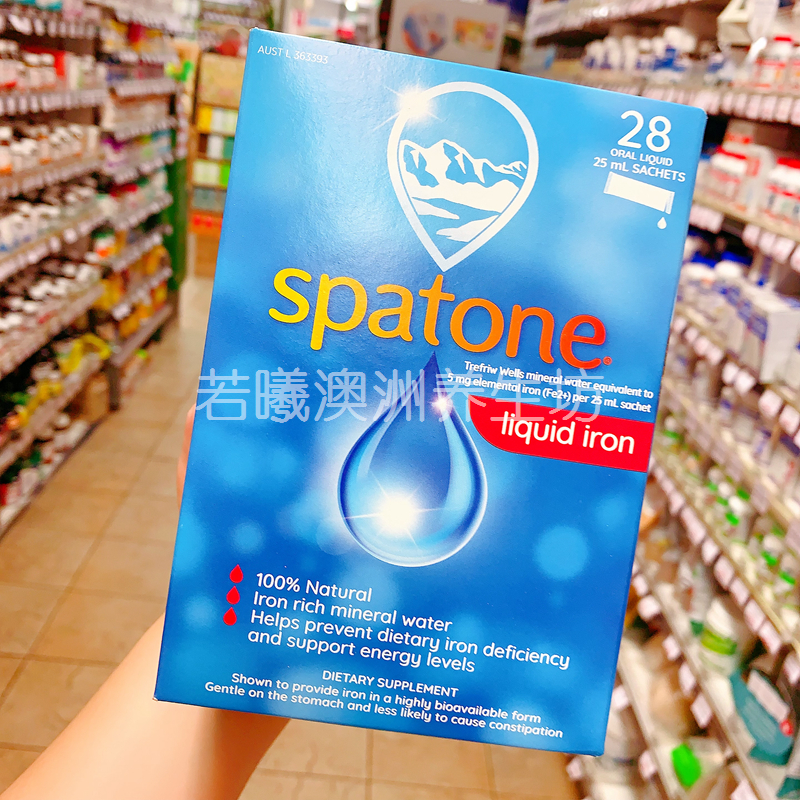 AUST L 363393
28
ORAL LIQUID
25 mL SACHETS
spatone®
Trefriw Wells mineral water equivalent to
5 mg elemental iron (Fe2+) per 25 mL sachet
若曦澳洲养生坊
liquid iron
100% Natural
Iron rich mineral water
Helps prevent dietary iron deficiency
and support energy levels
DIETARY SUPPLEMENT
Shown to provide iron in a highly bioavailable form
Gentle on the stomach and less likely to cause constipation